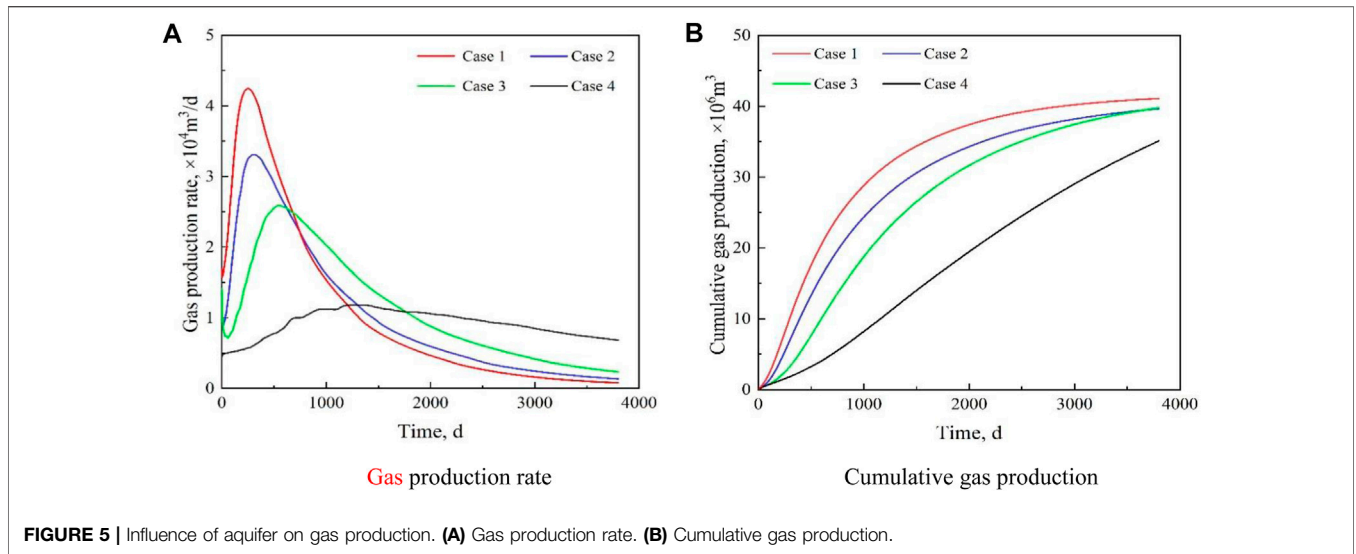 A
Gas production rate, ×10⁴m³/d
5
4
3
2
1
0
Case 1
Case 2
Case 3
Case 4
0
1000
2000
3000
4000
Time, d
Gas production rate
B
Cumulative gas production, ×10⁶m³
50
40
30
20
10
0
Case 1
Case 2
Case 3
Case 4
0
1000
2000
3000
4000
Time, d
Cumulative gas production
FIGURE 5 | Influence of aquifer on gas production. (A) Gas production rate. (B) Cumulative gas production.